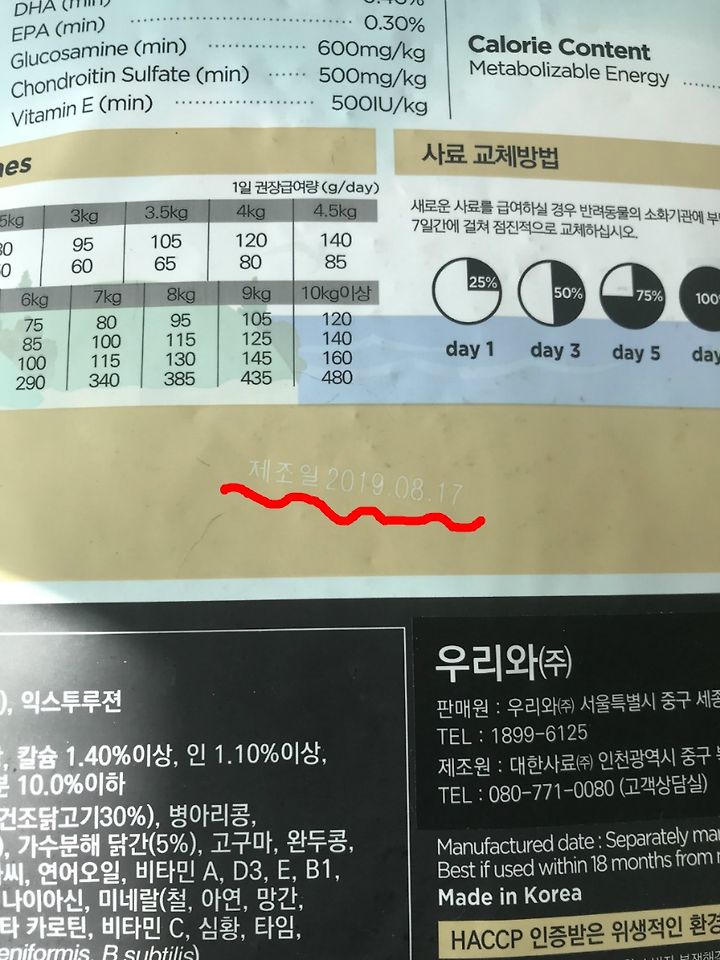 DHA (min)
EPA (min) 0.30%
Glucosamine (min) 600mg/kg
Chondroitin Sulfate (min) 500mg/kg
Vitamin E (min) 500IU/kg
Calorie Content
Metabolizable Energy
사료 교체방법
1일 권장급여량 (g/day)
3kg 3.5kg 4kg 4.5kg
95 105 120 140
60 65 80 85
6kg 7kg 8kg 9kg 10kg이상
75 80 95 105 120
85 100 115 125 140
100 115 130 145 160
290 340 385 435 480
새로운 사료를 급여하실 경우 반려동물의 소화기관에
7일간에 걸쳐 점진적으로 교체하십시오.
25% 50% 75% 100
day 1 day 3 day 5
제조일 2019.08.17
익스트루젼
칼슘 1.40%이상, 인 1.10%이상,
10.0%이하
건조닭고기30%), 병아리콩,
가수분해 닭간(5%), 고구마, 완두콩,
연어오일, 비타민 A, D3, E, B1,
나이아신, 미네랄(철, 아연, 망간,
카로틴, 비타민 C, 심황, 타임,
B. subtilis)
우리와㈜
판매원 : 우리와㈜ 서울특별시 중구
TEL : 1899-6125
제조원 : 대한사료㈜ 인천광역시 중구
TEL : 080-771-0080 (고객상담실)
Manufactured date : Separately
Best if used within 18 months from
Made in Korea
HACCP 인증받은 위생적인